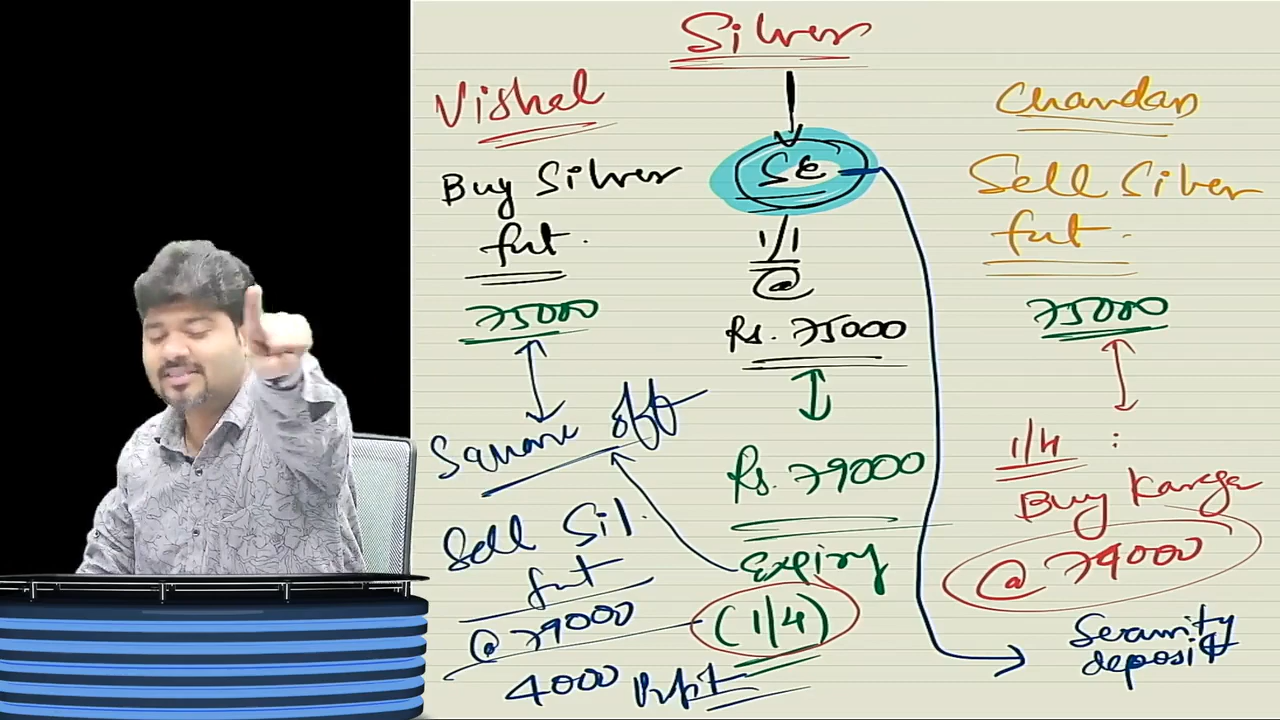 Silver
Vishal
Buy Silver
fut.
75000
Square off
Sell Sil.
fut
@ 79000
4000 Profit
SE
1/1
@
Rs. 75000
Rs. 79000
Expiry
(1/4)
Chandan
Sell Silver
fut.
75000
1/4 :
Buy Karega
@ 79000
Security
deposit